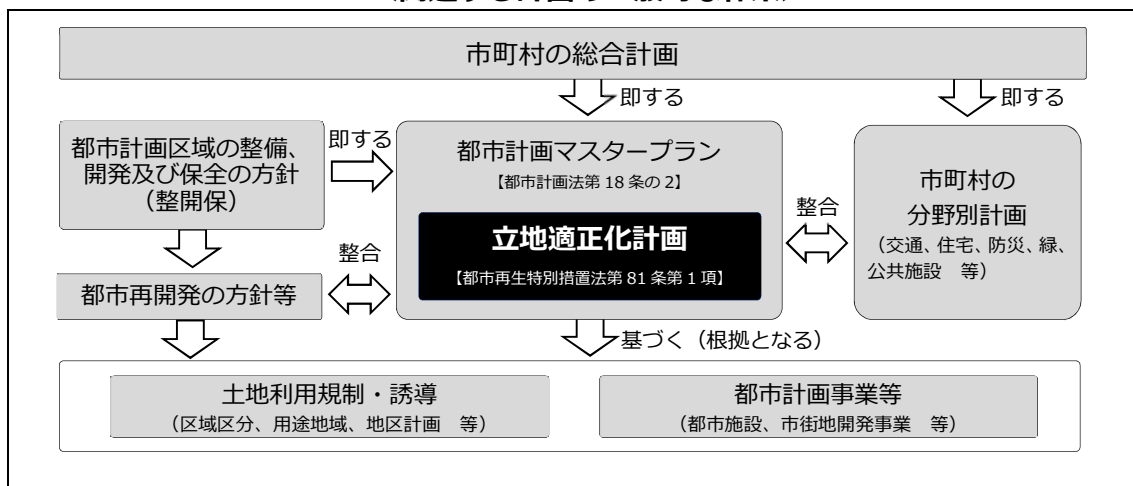 市町村の総合計画
即する
即する
都市計画区域の整備、
開発及び保全の方針
（整開保）
即する
都市計画マスタープラン
【都市計画法第 18 条の 2】
立地適正化計画
【都市再生特別措置法第 81 条第 1 項】
整合
市町村の
分野別計画
（交通、住宅、防災、緑、
公共施設　等）
整合
都市再開発の方針等
基づく（根拠となる）
土地利用規制・誘導
（区域区分、用途地域、地区計画　等）
都市計画事業等
（都市施設、市街地開発事業　等）